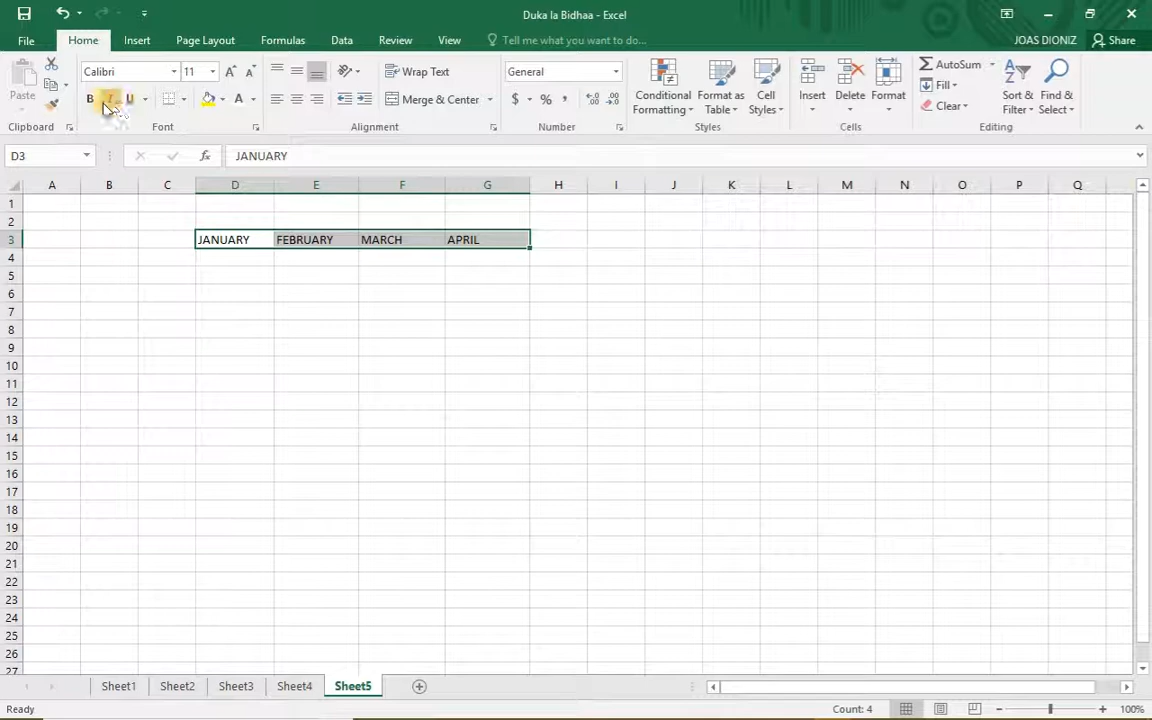 Duka la Bidhaa - Excel
File Home Insert Page Layout Formulas Data Review View Tell me what you want to do... JOAS DIONIZ Share
Calibri 11 Wrap Text General AutoSum
Paste B I U A Merge & Center $ % , Conditional Formatting Format as Table Cell Styles Insert Delete Format Fill Clear Sort & Filter Find & Select
Clipboard Font Alignment Number Styles Cells Editing
D3 fx JANUARY
A B C D E F G H I J K L M N O P Q
1
2
3 JANUARY FEBRUARY MARCH APRIL
4
5
6
7
8
9
10
11
12
13
14
15
16
17
18
19
20
21
22
23
24
25
26
27
Sheet1 Sheet2 Sheet3 Sheet4 Sheet5
Ready Count: 4 100%